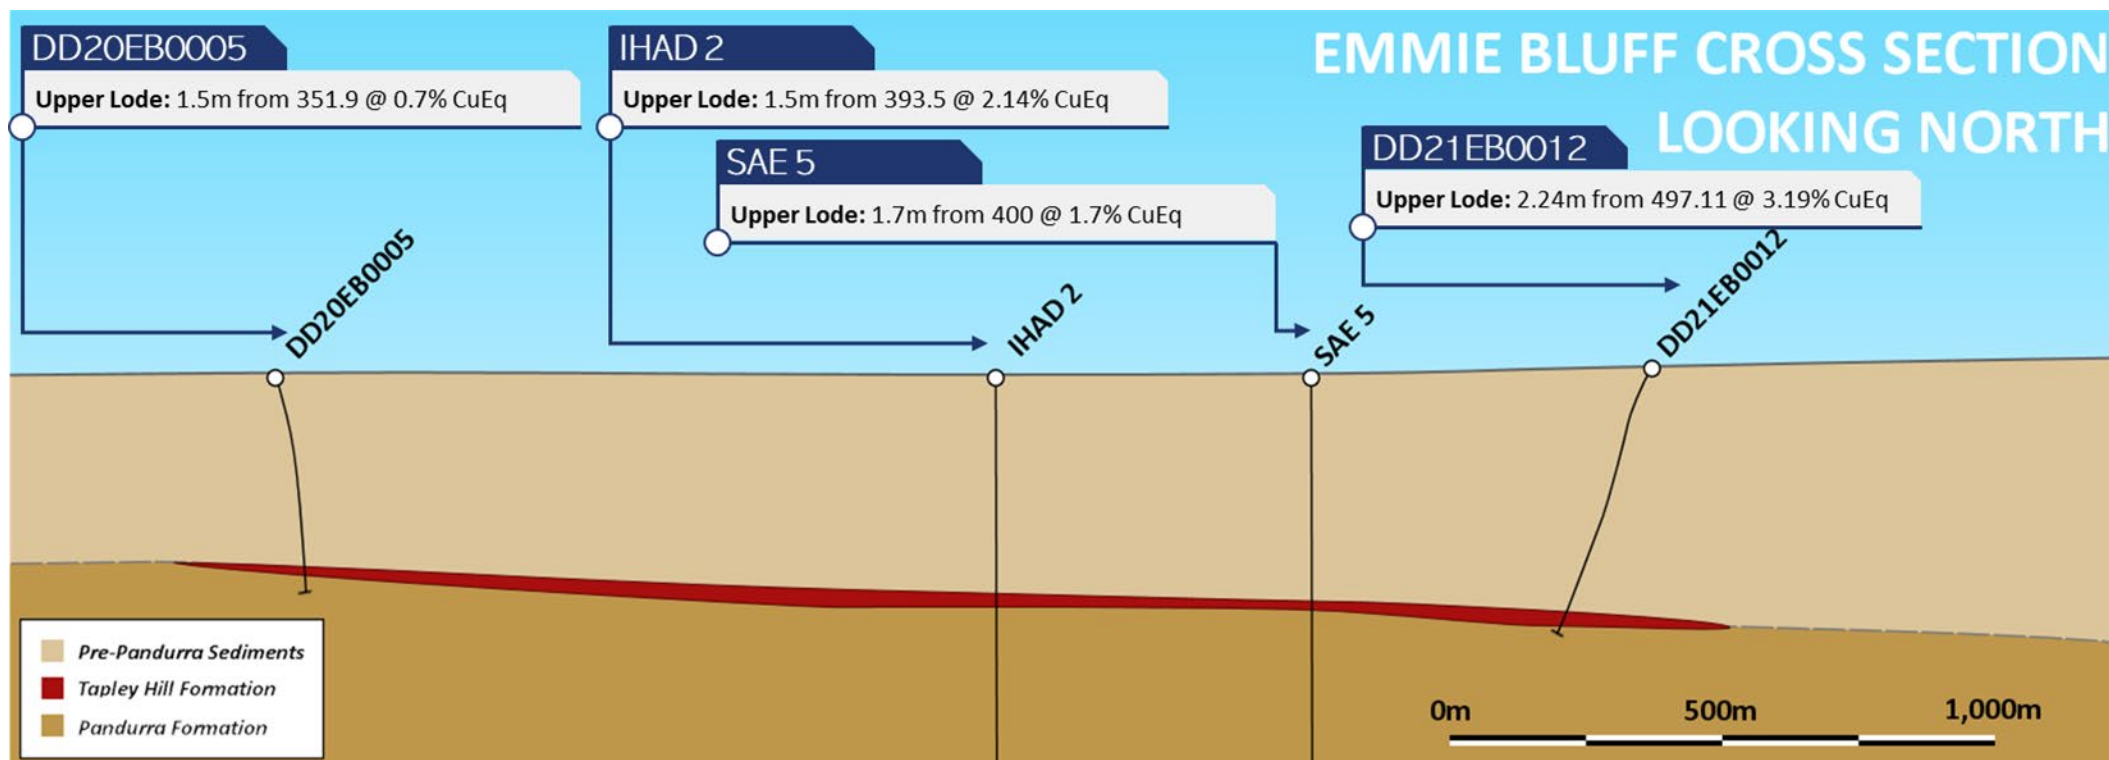 EMMIE BLUFF CROSS SECTION
LOOKING NORTH
DD20EB0005
Upper Lode: 1.5m from 351.9 @ 0.7% CuEq
IHAD 2
Upper Lode: 1.5m from 393.5 @ 2.14% CuEq
SAE 5
Upper Lode: 1.7m from 400 @ 1.7% CuEq
DD21EB0012
Upper Lode: 2.24m from 497.11 @ 3.19% CuEq
DD20EB0005
IHAD 2
SAE 5
DD21EB0012
Pre-Pandurra Sediments
Tapley Hill Formation
Pandurra Formation
0m 500m 1,000m